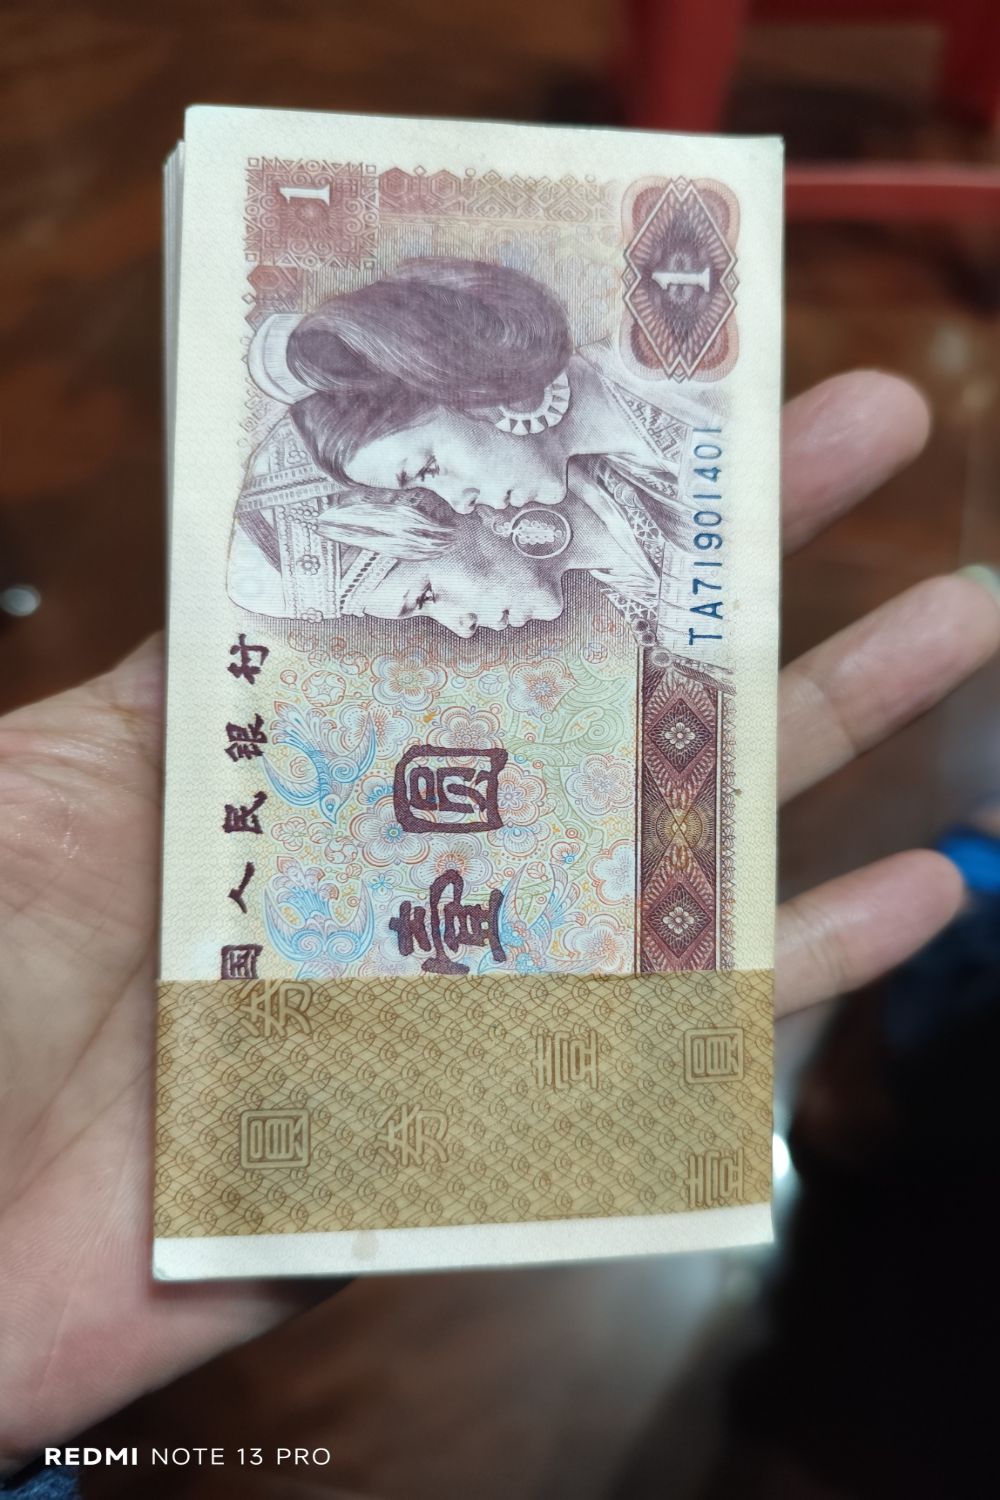 国人民銀行
壹圆
1
1
TA71901401
圆 券
券
壹
壹 圆
REDMI NOTE 13 PRO